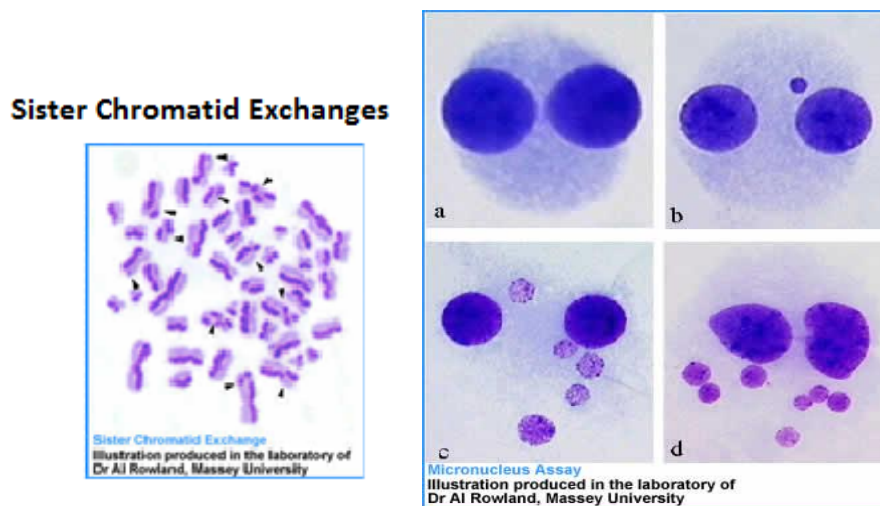 Sister Chromatid Exchanges
Sister Chromatid Exchange
Illustration produced in the laboratory of
Dr Al Rowland, Massey University
a
b
c
d
Micronucleus Assay
Illustration produced in the laboratory of
Dr Al Rowland, Massey University